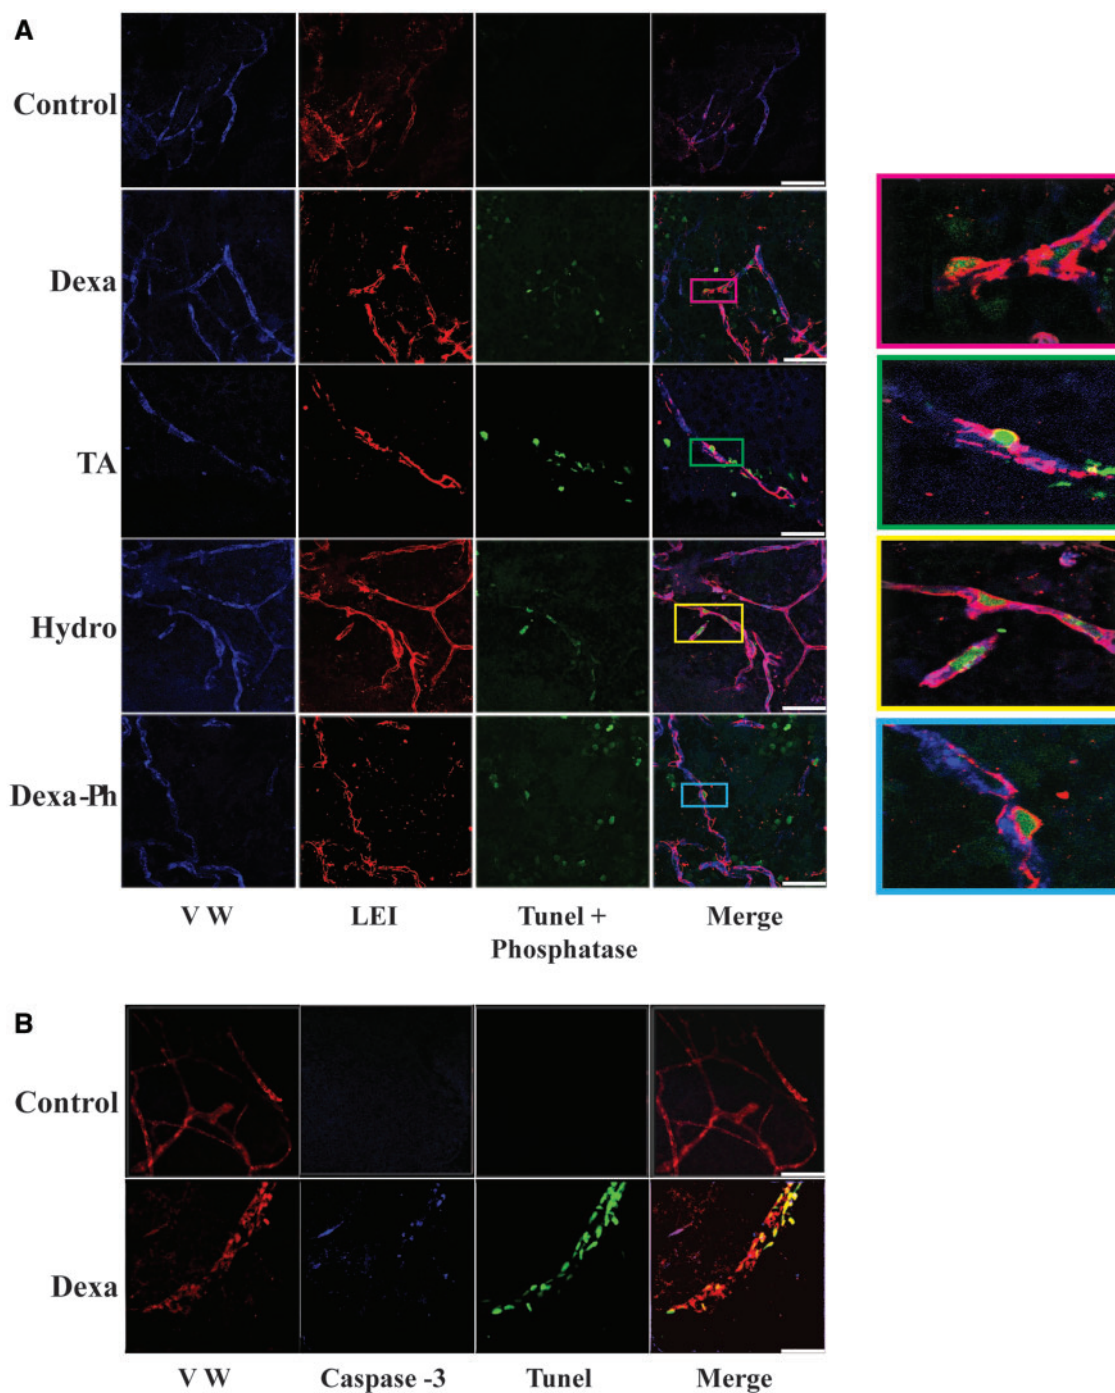 A
Control
Dexa
TA
Hydro
Dexa-Ph
V W LEI Tunel + Phosphatase Merge
B
Control
Dexa
V W Caspase -3 Tunel Merge